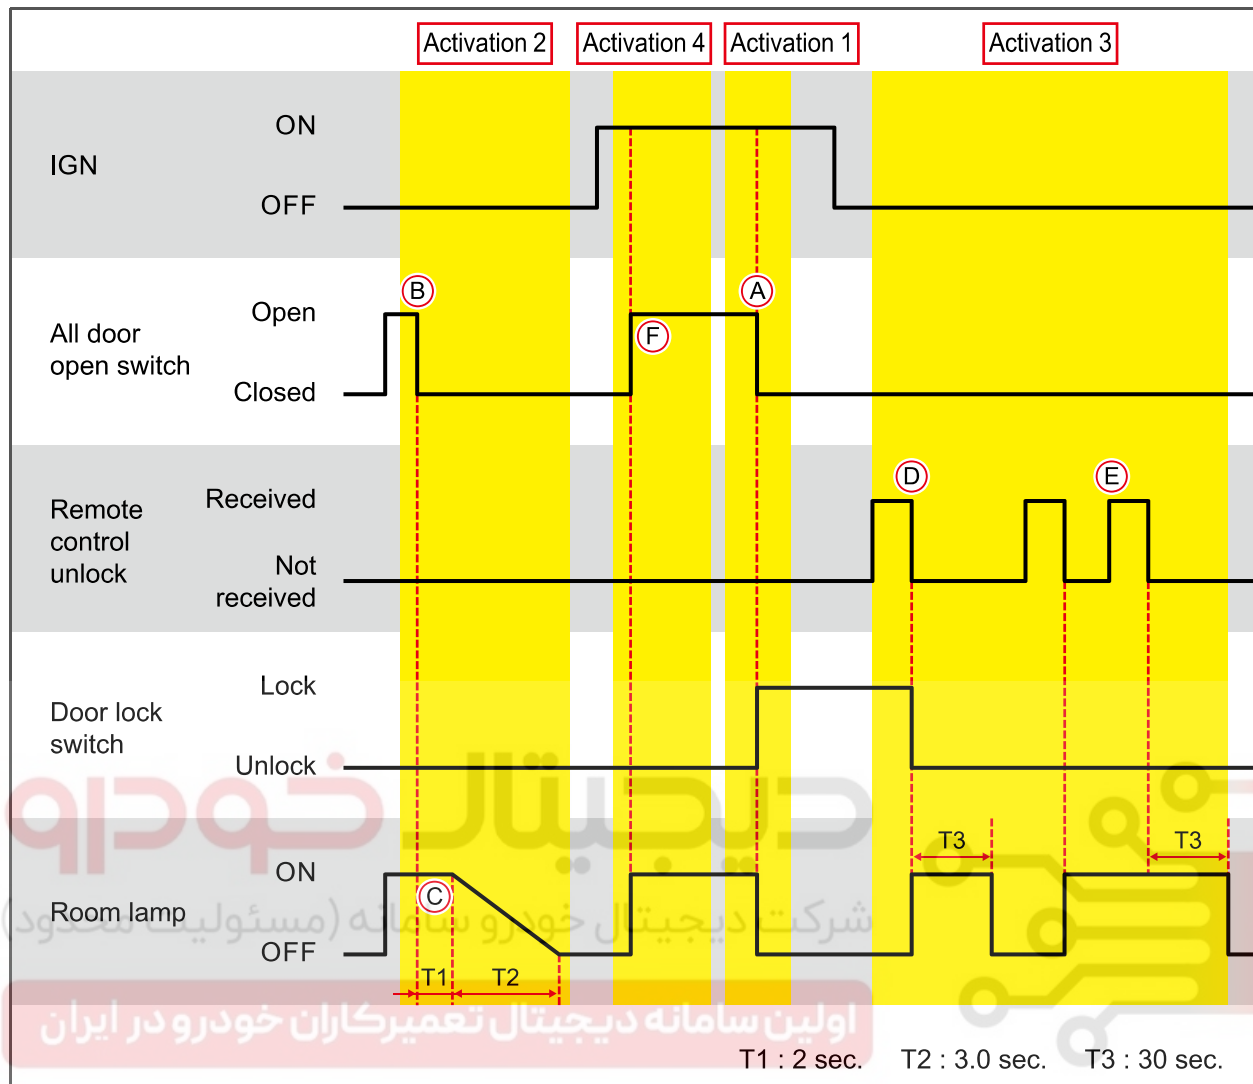 Activation 2
Activation 4
Activation 1
Activation 3
IGN
ON
OFF
All door
open switch
Open
Closed
B
A
F
Remote
control
unlock
Received
Not
received
D
E
Door lock
switch
Lock
Unlock
دیجیتال خودرو
Room lamp
ON
OFF
C
T1
T2
T3
T3
شرکت دیجیتال خودرو سامانه (مسئولیت محدود)
اولین سامانه دیجیتال تعمیرکاران خودرو در ایران
T1 : 2 sec.
T2 : 3.0 sec.
T3 : 30 sec.